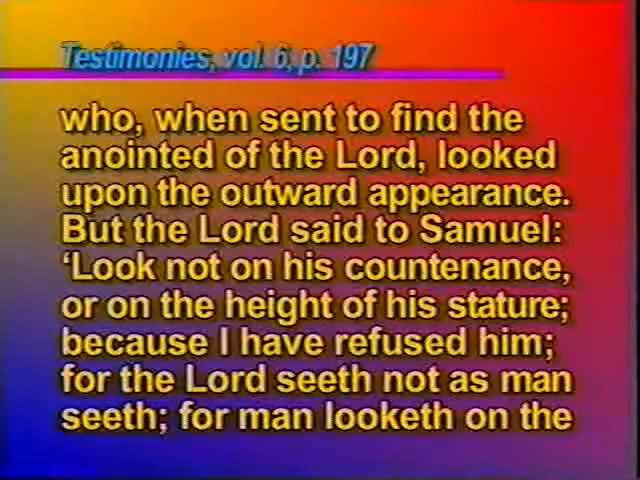 Testimonies, vol. 6, p. 197
who, when sent to find the
anointed of the Lord, looked
upon the outward appearance.
But the Lord said to Samuel:
‘Look not on his countenance,
or on the height of his stature;
because I have refused him;
for the Lord seeth not as man
seeth; for man looketh on the